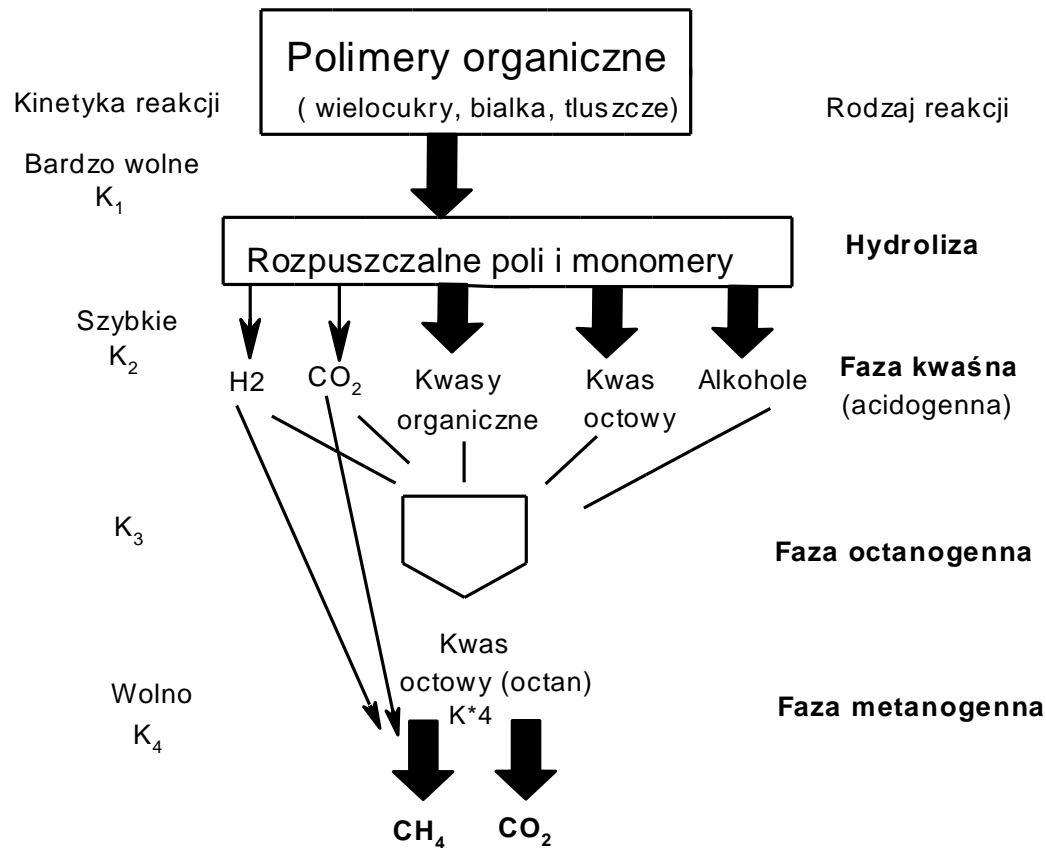 Polimery organiczne
Kinetyka reakcji
( wielocukry, bialka, tluszcze)
Rodzaj reakcji
Bardzo wolne
K₁
Rozpuszczalne poli i monomery
Hydroliza
Szybkie
K₂
H2
CO₂
Kwasy
organiczne
Kwas
octowy
Alkohole
Faza kwaśna
(acidogenna)
K₃
Faza octanogenna
Kwas
octowy (octan)
K*4
Wolno
K₄
Faza metanogenna
CH₄
CO₂